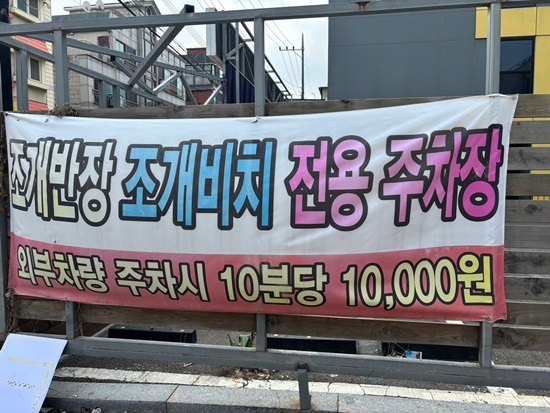 조개반장 조개비치 전용 주차장
외부차량 주차시 10분당 10,000원